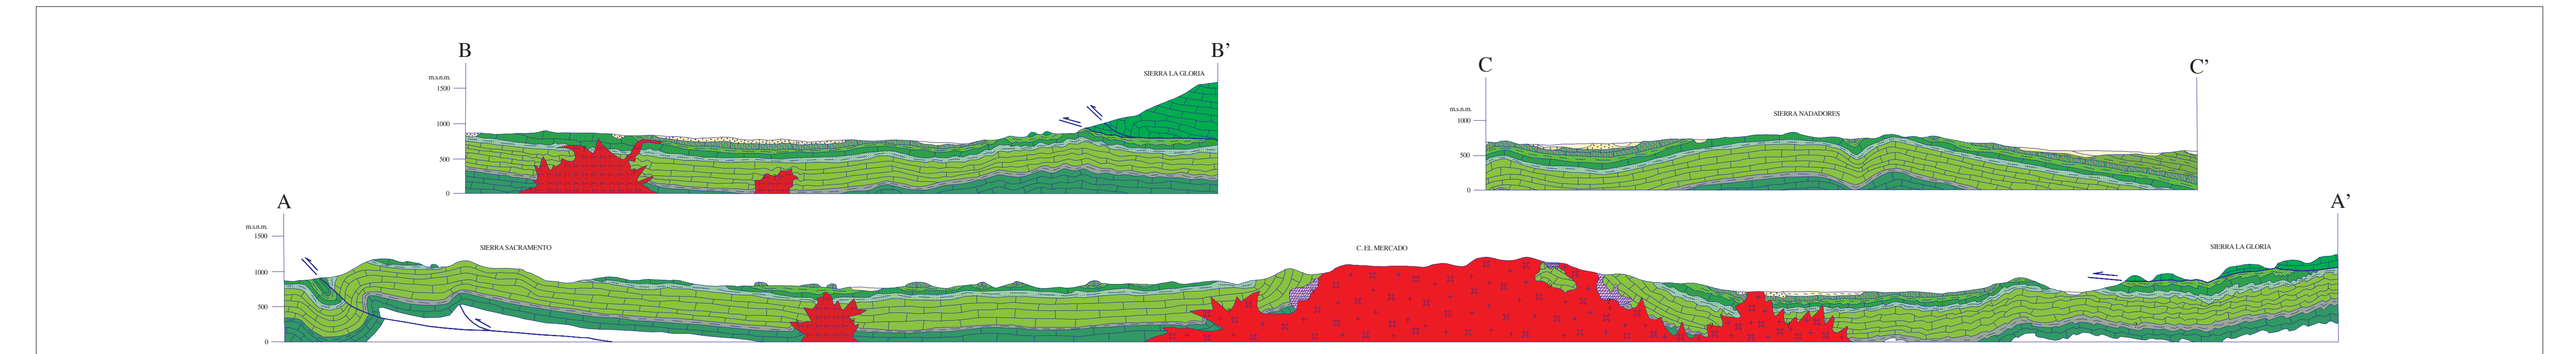 B
B’
m.s.n.m.
SIERRA LA GLORIA
1500
1000
500
0
C
C’
m.s.n.m.
SIERRA NADADORES
1000
500
0
A
A’
m.s.n.m.
1500
SIERRA SACRAMENTO
C. EL MERCADO
SIERRA LA GLORIA
1000
500
0
?